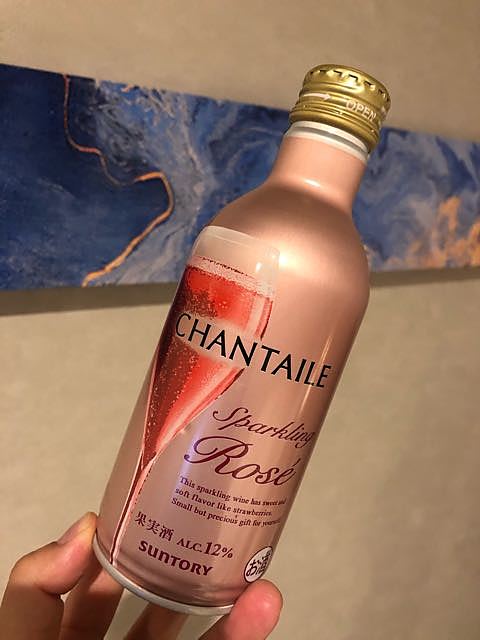 OPEN
CHANTAILE
Sparkling
Rosé
This sparkling wine has sweet and
soft flavor like strawberries.
Small but precious gift for yourself.
果実酒 ALC.12%
SUNTORY
お酒